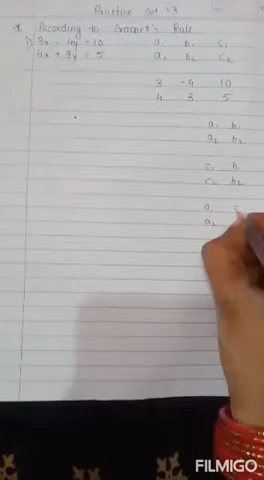 Practice Set 1.3
* According to Cramer's Rule
1) 3x - 4y = 10 a₁ b₁ c₁
4x + 3y = 5 a₂ b₂ c₂
3 -4 10
4 3 5
a₁ b₁
a₂ b₂
c₁ b
c₂ b₂
a₁ c
a₂
FILMIGO